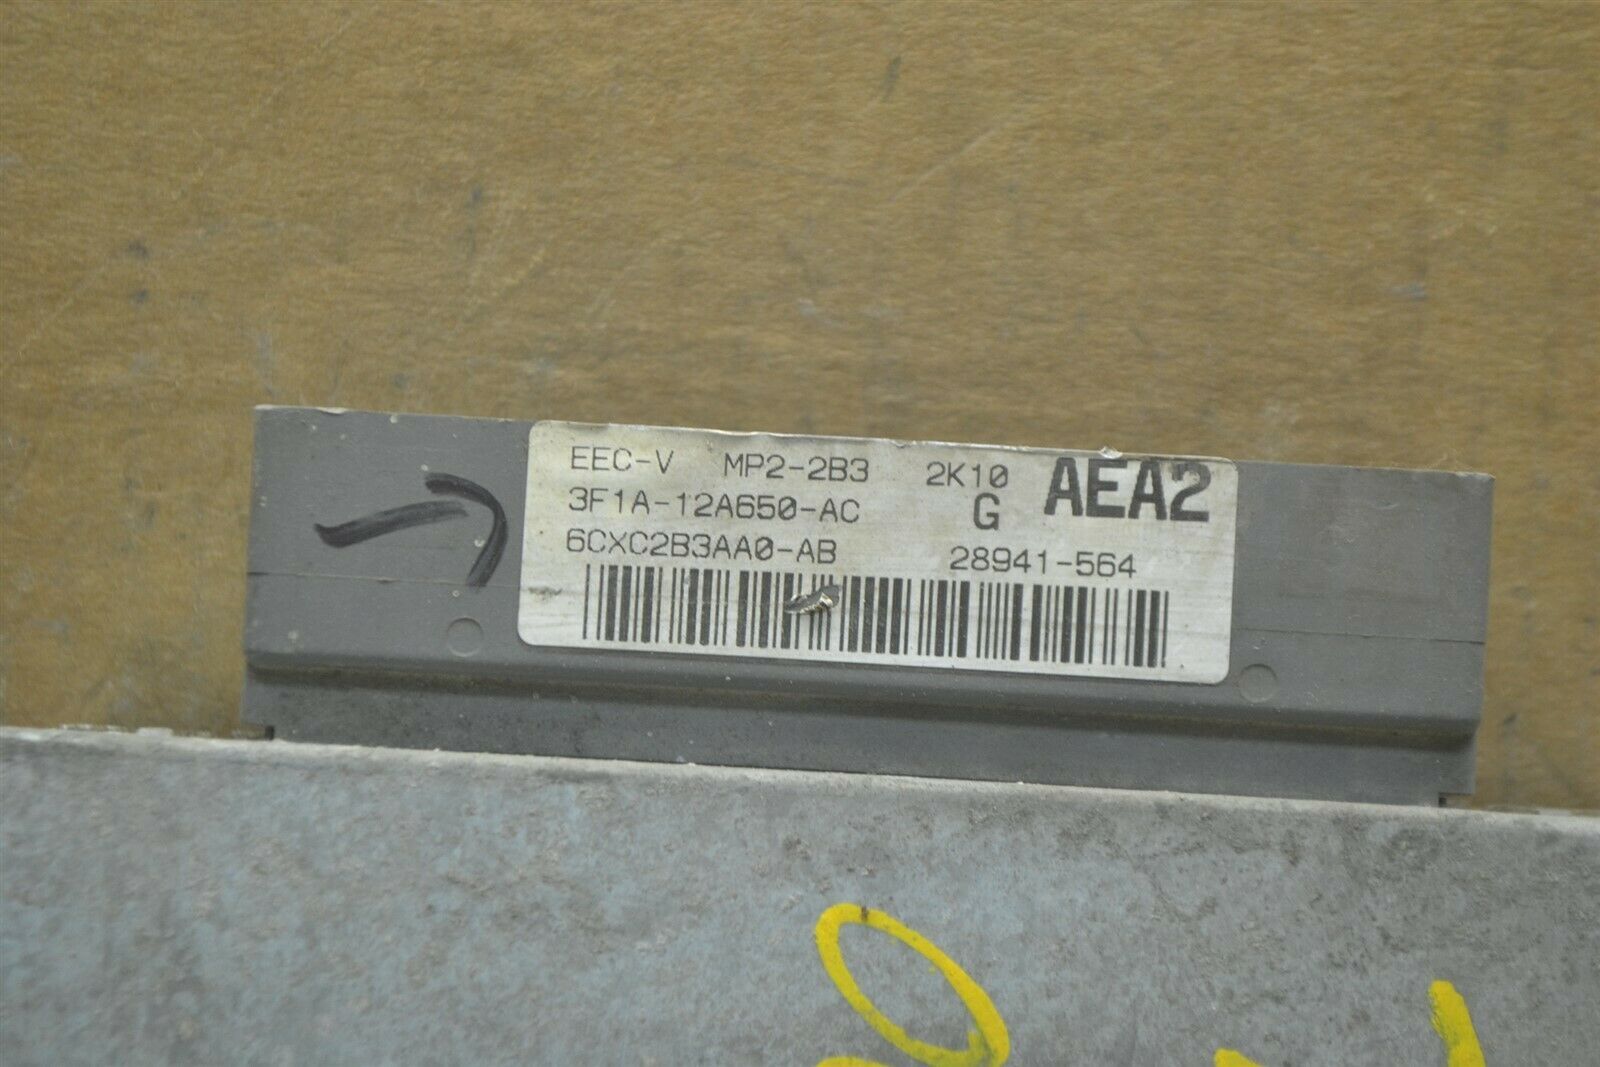 EEC-V MP2-2B3 2K10 AEA2
3F1A-12A650-AC G
6CXC2B3AA0-AB 28941-564